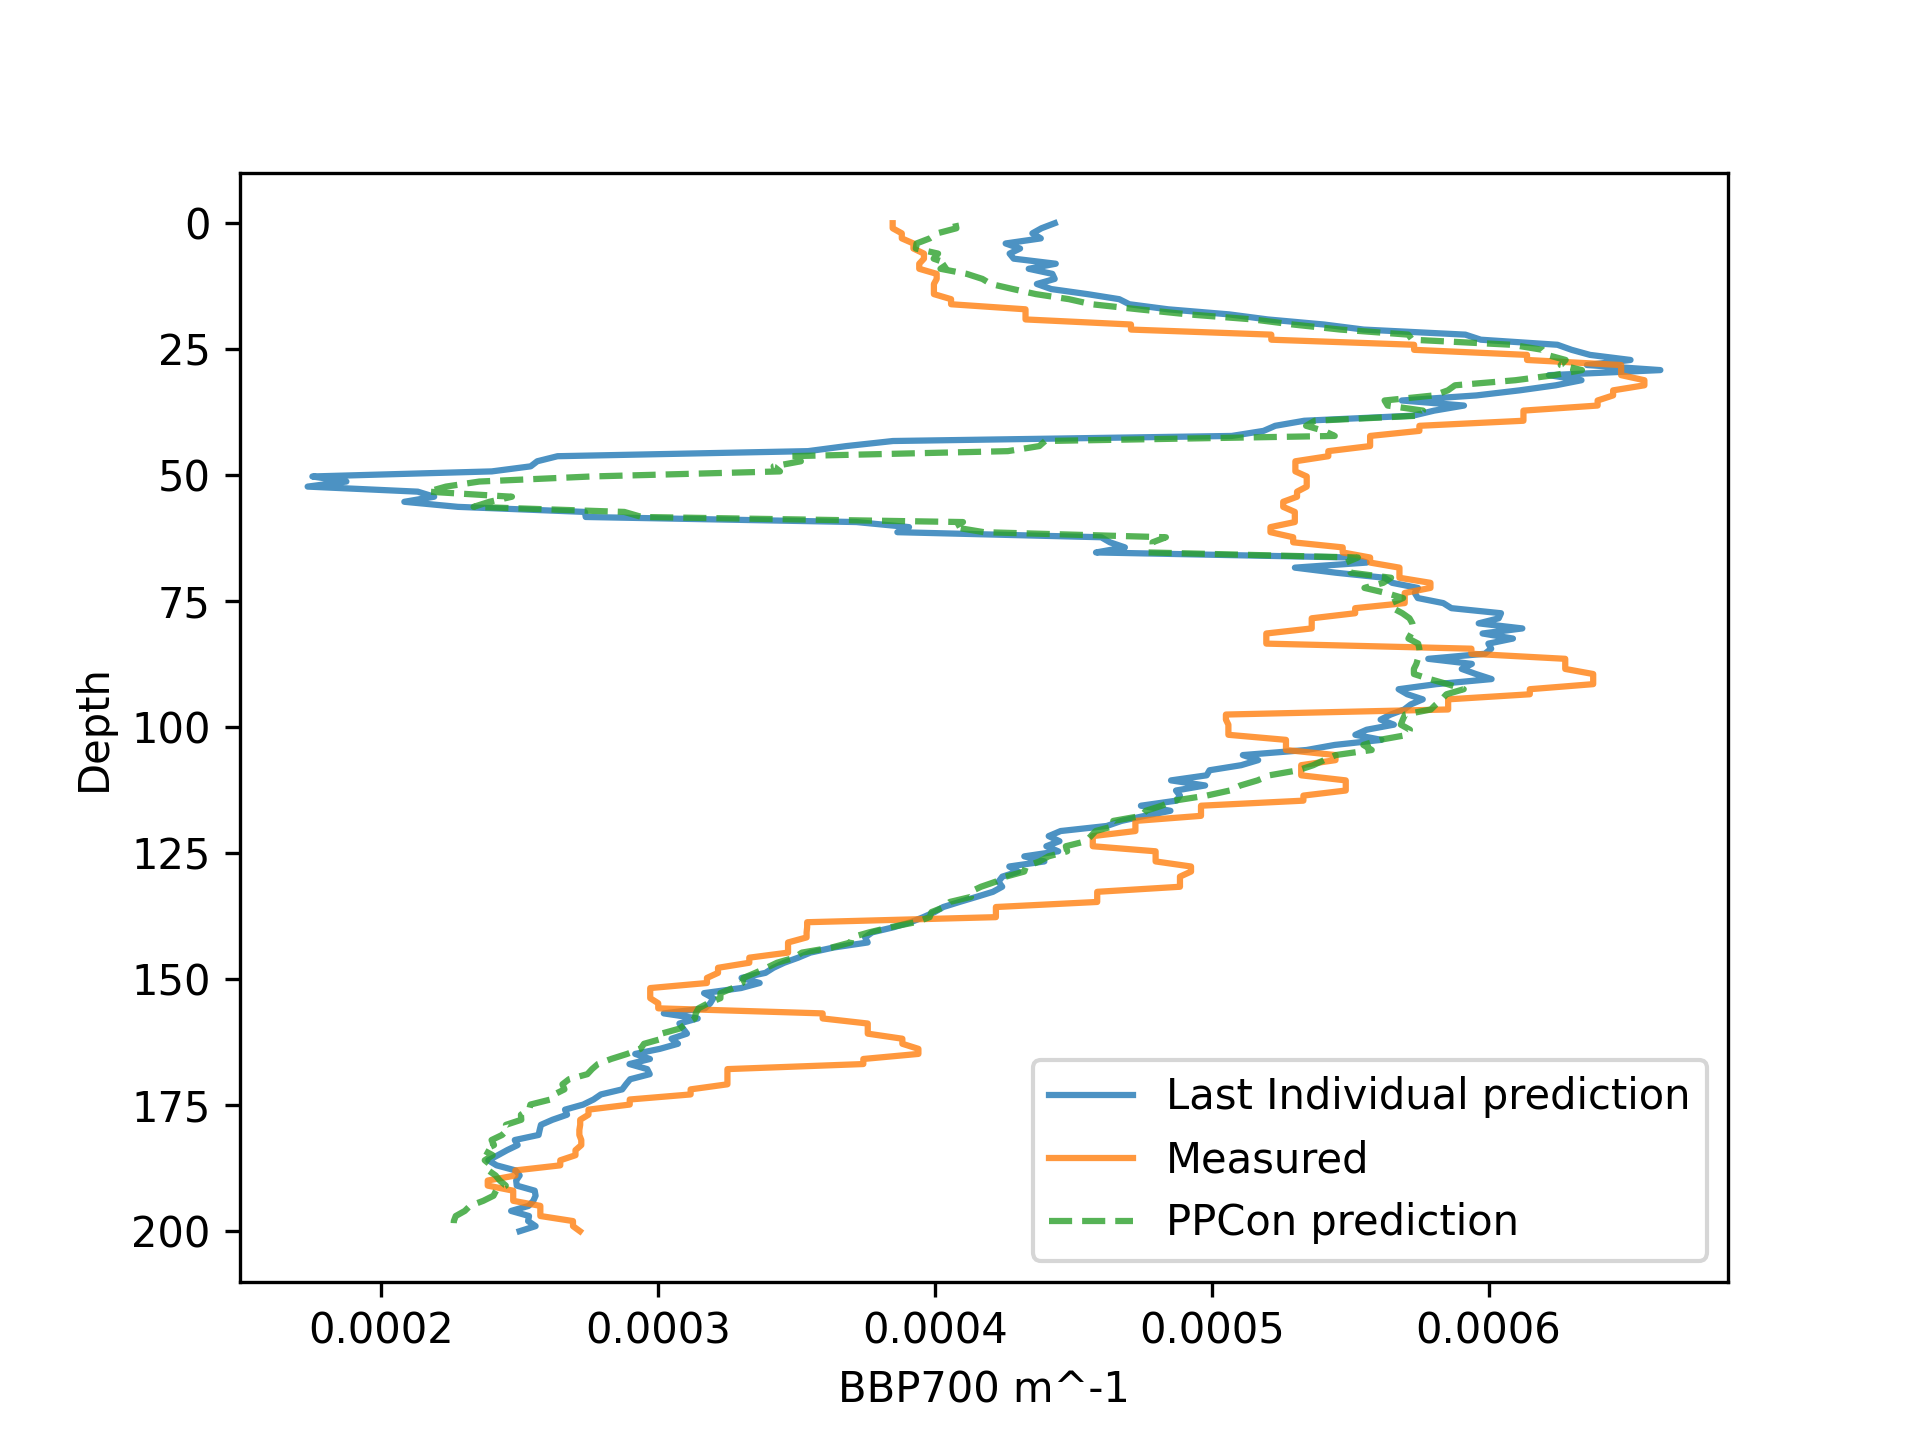 0
25
50
75
100
125
150
175
200
Depth
0.0002 0.0003 0.0004 0.0005 0.0006
BBP700 m^-1
Last Individual prediction
Measured
PPCon prediction